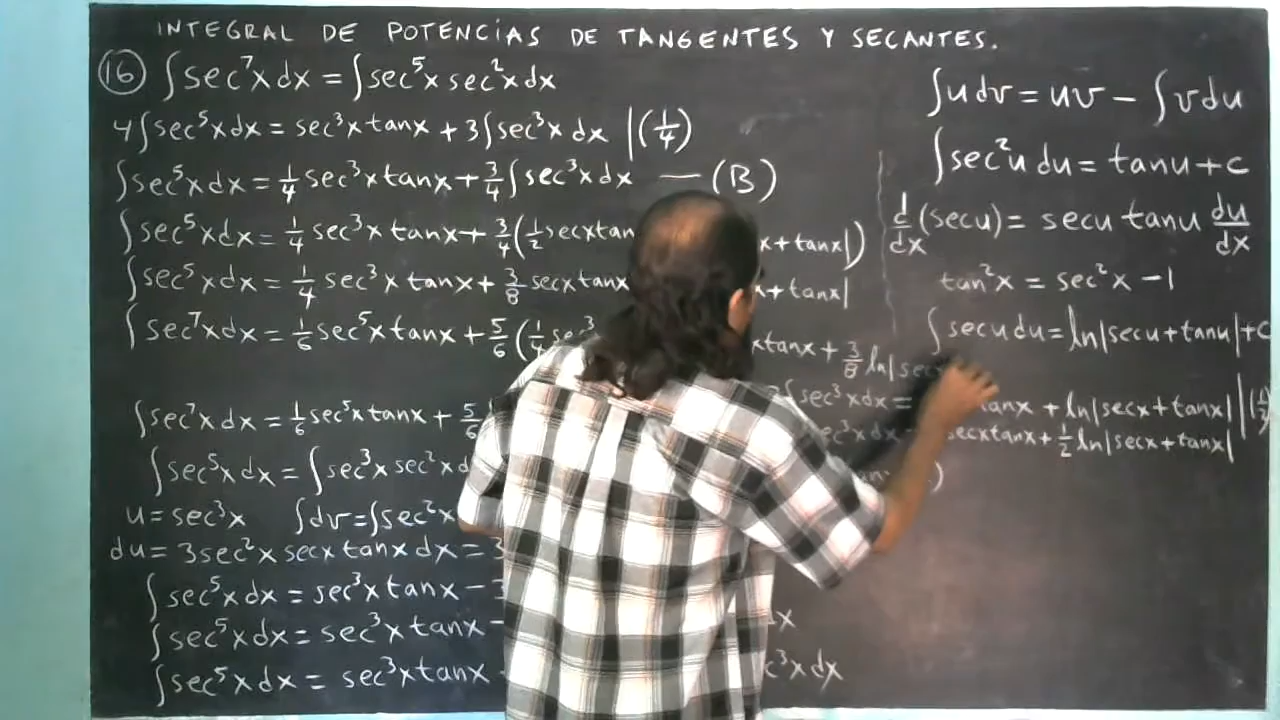 INTEGRAL DE POTENCIAS DE TANGENTES Y SECANTES.
(16) ∫sec⁷x dx = ∫sec⁵x sec²x dx
4∫sec⁵x dx = sec³x tanx + 3∫sec³x dx |(1/4)
∫sec⁵x dx = 1/4 sec³x tanx + 3/4 ∫sec³x dx — (B)
∫sec⁵x dx = 1/4 sec³x tanx + 3/4 (1/2 secx tan x + tanx|)
∫sec⁵x dx = 1/4 sec³x tanx + 3/8 secx tanx x + tanx|
∫sec⁷x dx = 1/6 sec⁵x tanx + 5/6 (1/4 sec³ xtanx + 3/8 ln|sec
∫sec⁷x dx = 1/6 sec⁵x tanx + 5/6
∫sec⁵x dx = ∫sec³x sec²x d
u = sec³x ∫dv = ∫sec²x
du = 3sec²x secx tanx dx = 3
∫sec⁵x dx = sec³x tanx − 3
∫sec⁵x dx = sec³x tanx −
∫sec⁵x dx = sec³x tanx c³x dx
∫u dv = uv − ∫v du
∫sec²u du = tanu + c
d/dx (secu) = secu tanu du/dx
tan²x = sec²x − 1
∫secu du = ln|secu + tanu| + c
∫sec³x dx = tanx + ln|secx + tanx| |(1/2)
sec³x dx secx tanx + 1/2 ln|secx + tanx|